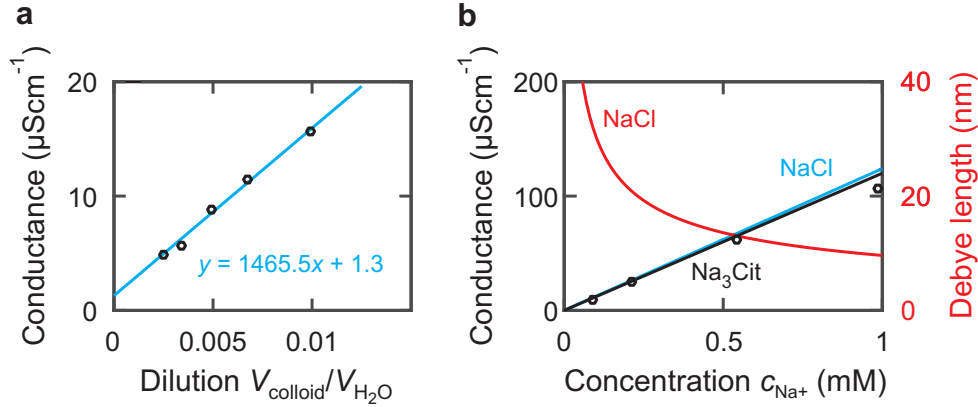 a
Conductance (µScm⁻¹)
20
10
0
0
0.005
0.01
y = 1465.5x + 1.3
Dilution V_colloid/V_H₂O
b
Conductance (µScm⁻¹)
200
100
0
0
0.5
1
NaCl
NaCl
Na₃Cit
40
20
0
Debye length (nm)
Concentration c_Na+ (mM)